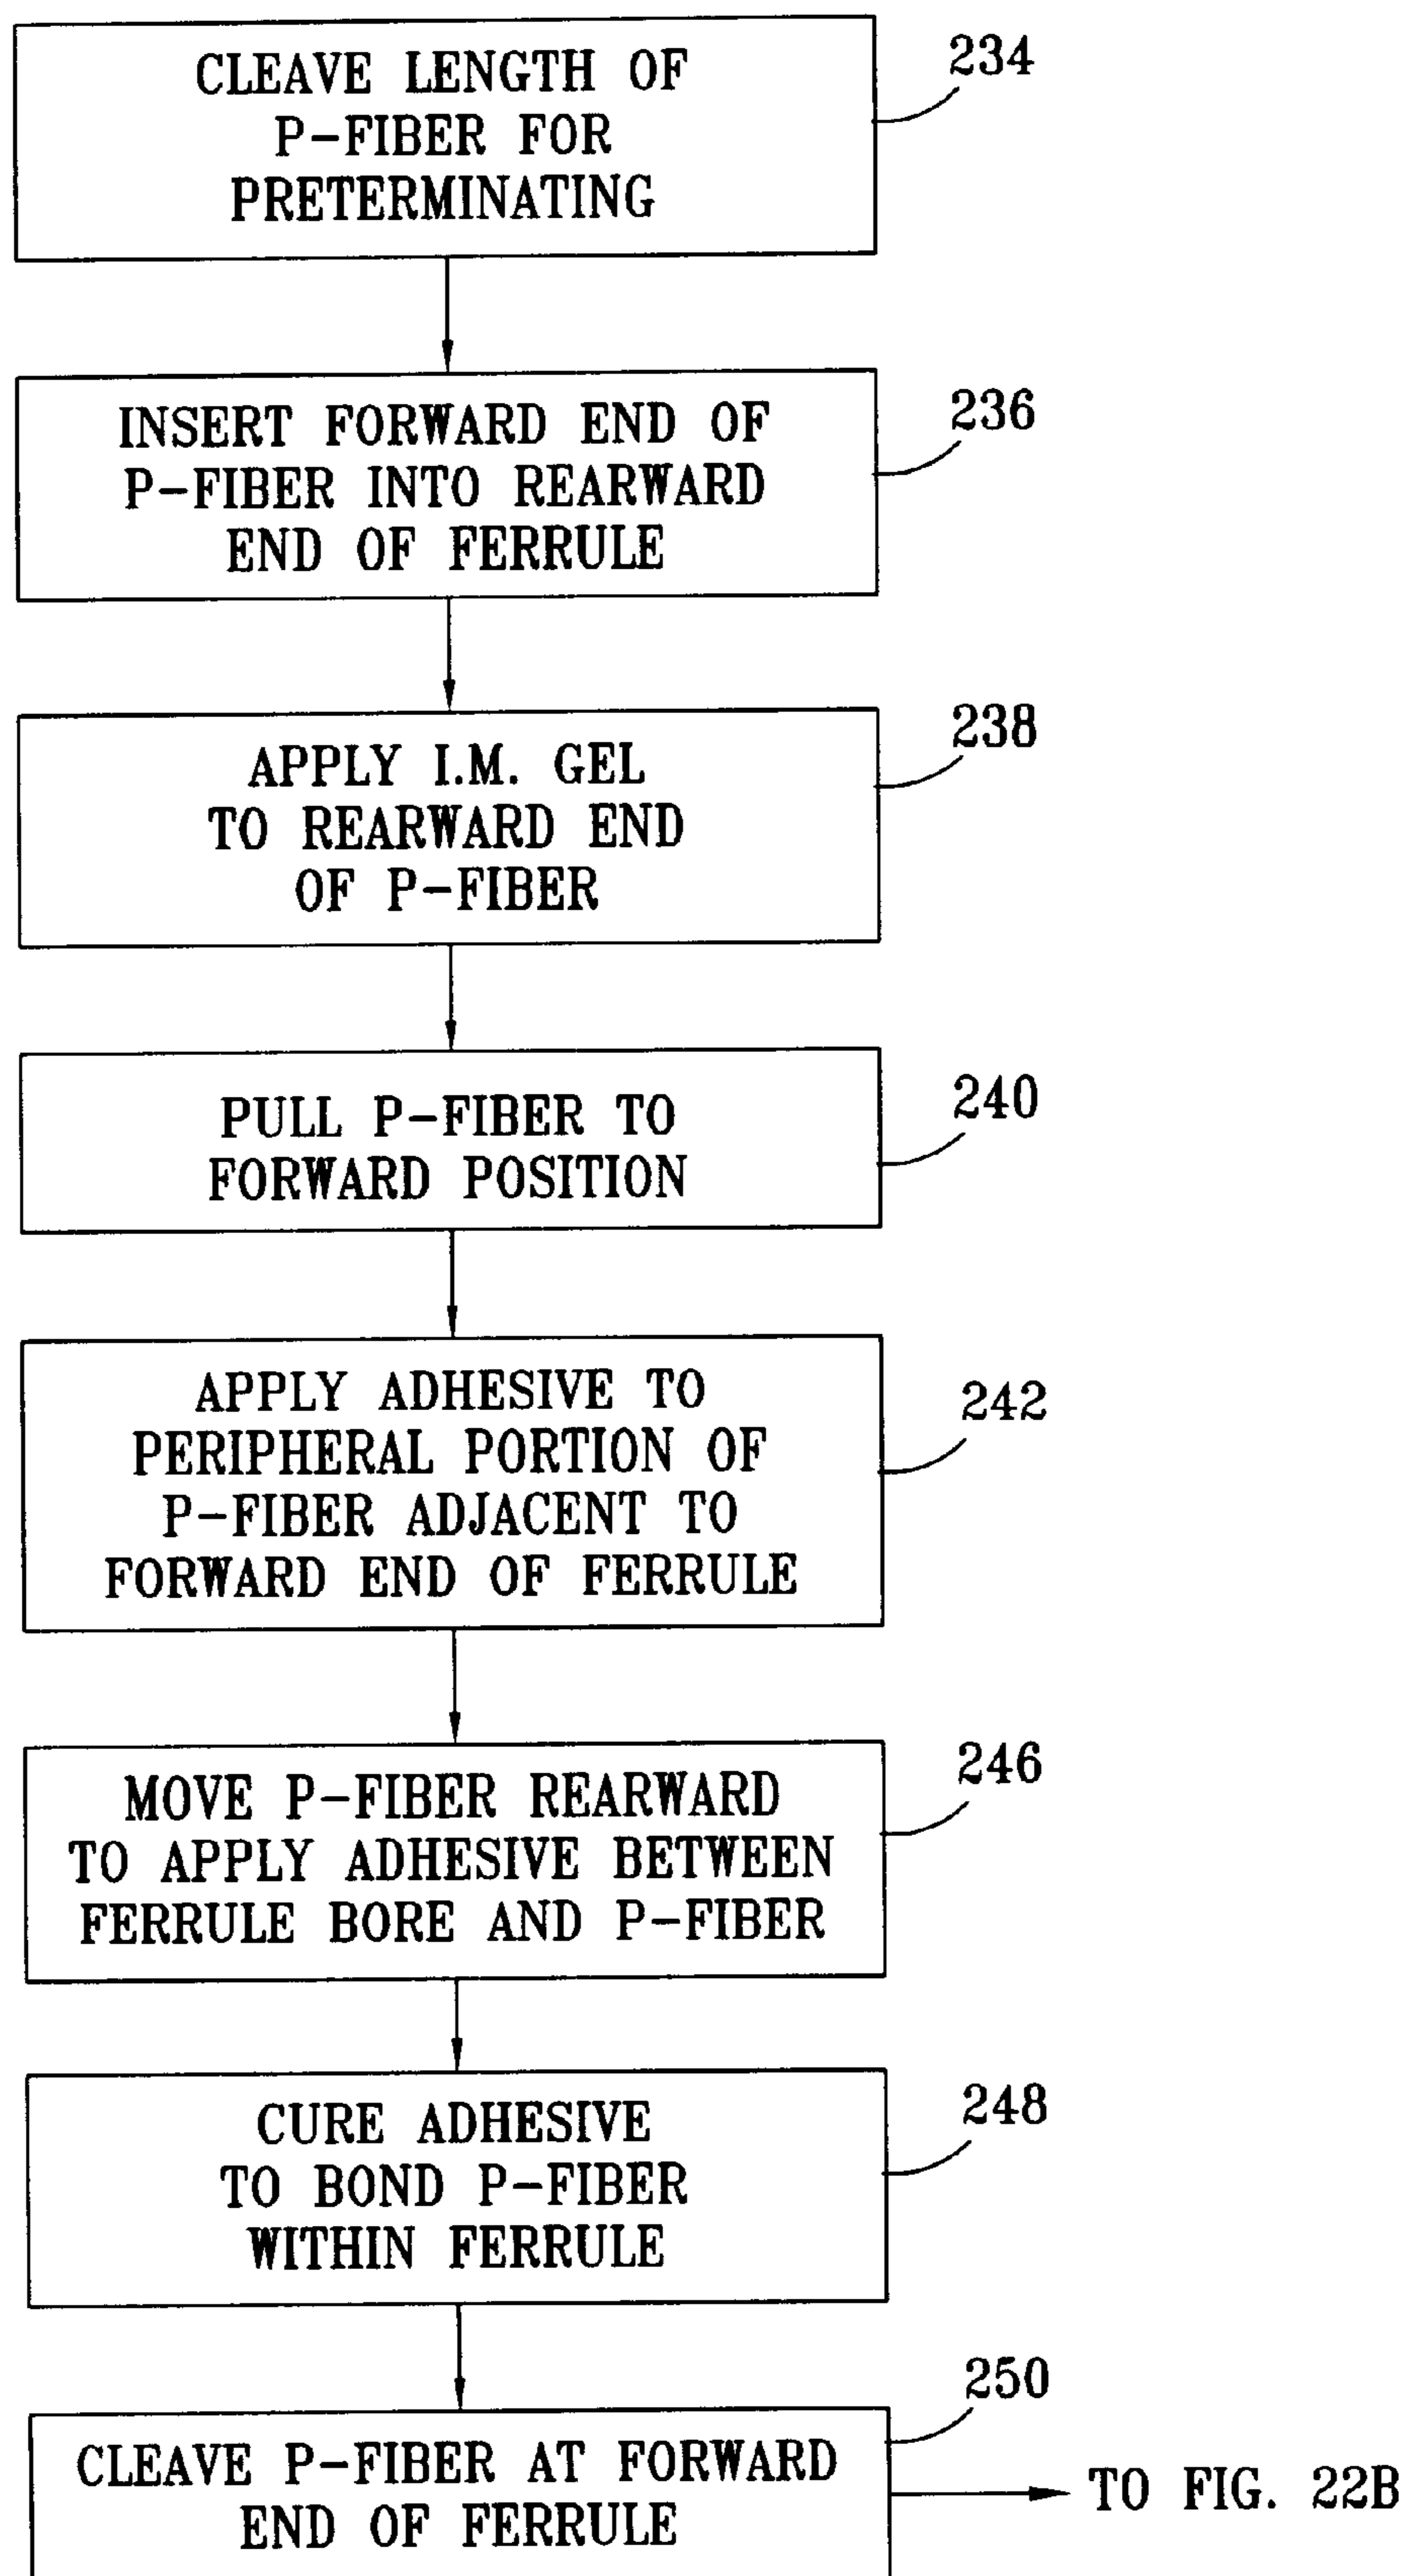 CLEAVE LENGTH OF
P-FIBER FOR
PRETERMINATING
234
INSERT FORWARD END OF
P-FIBER INTO REARWARD
END OF FERRULE
236
APPLY I.M. GEL
TO REARWARD END
OF P-FIBER
238
PULL P-FIBER TO
FORWARD POSITION
240
APPLY ADHESIVE TO
PERIPHERAL PORTION OF
P-FIBER ADJACENT TO
FORWARD END OF FERRULE
242
MOVE P-FIBER REARWARD
TO APPLY ADHESIVE BETWEEN
FERRULE BORE AND P-FIBER
246
CURE ADHESIVE
TO BOND P-FIBER
WITHIN FERRULE
248
CLEAVE P-FIBER AT FORWARD
END OF FERRULE
250
TO FIG. 22B